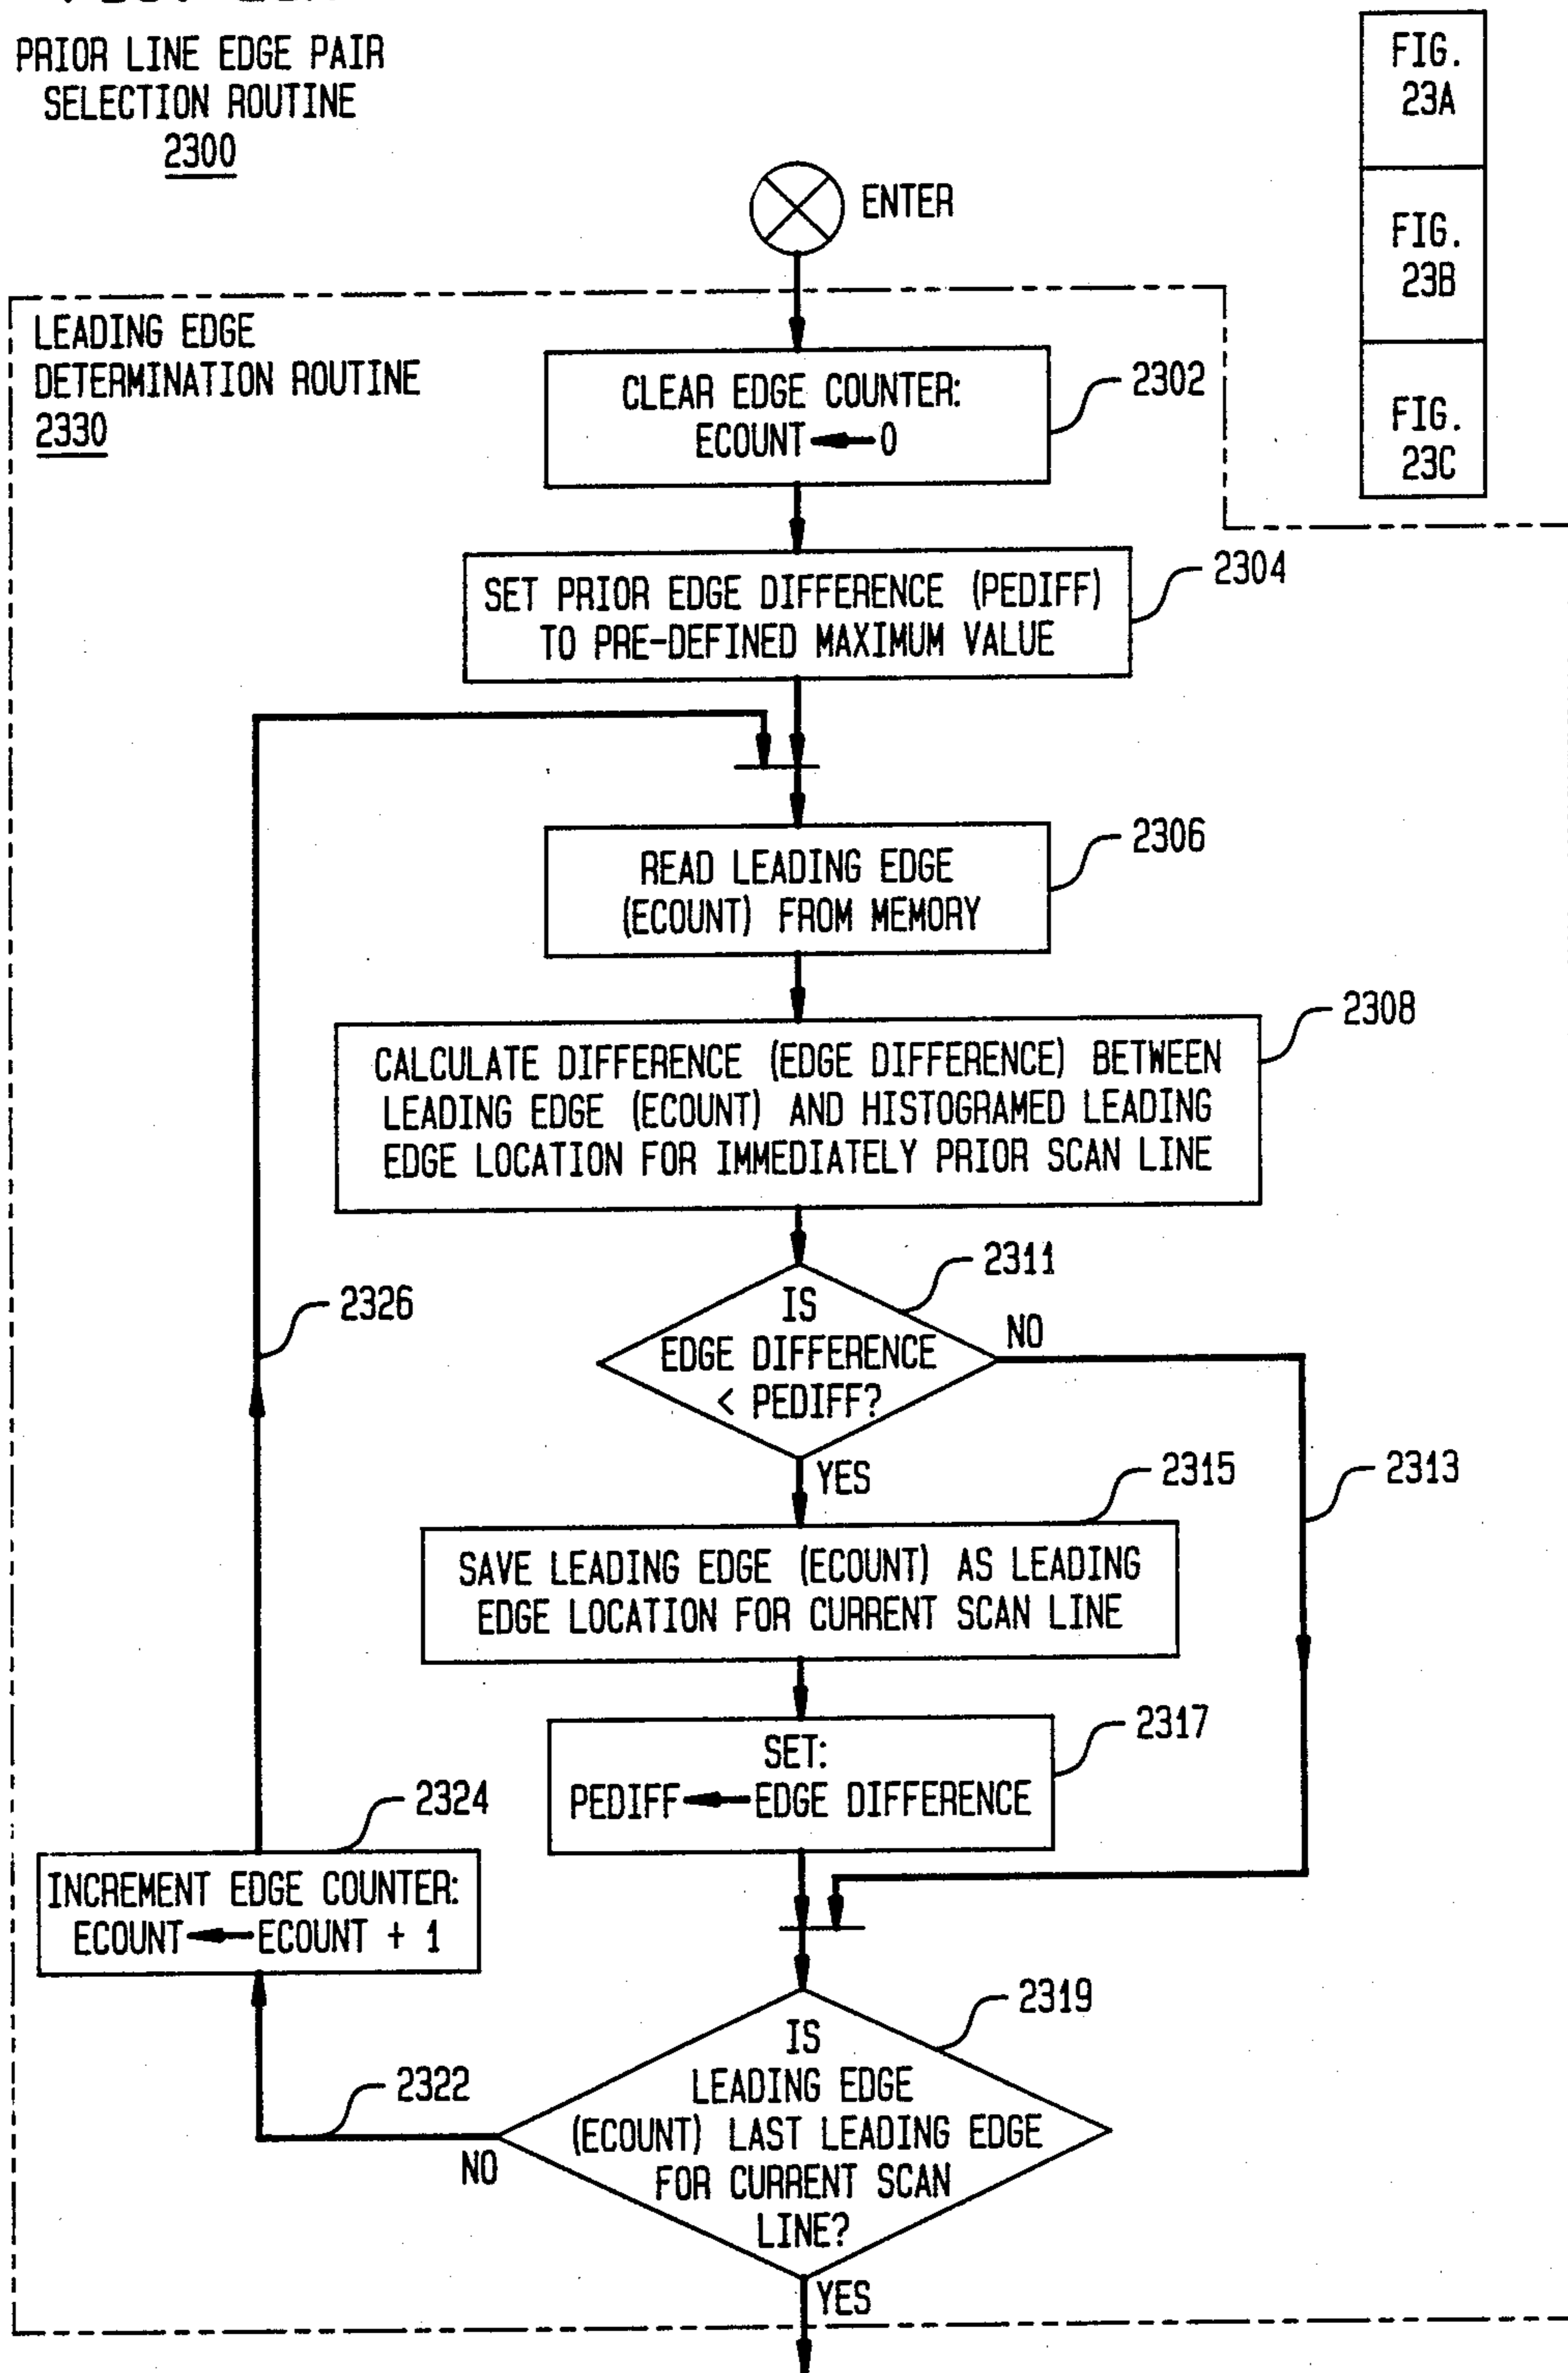 PRIOR LINE EDGE PAIR
SELECTION ROUTINE
2300
FIG.
23A
FIG.
23B
FIG.
23C
ENTER
LEADING EDGE
DETERMINATION ROUTINE
2330
CLEAR EDGE COUNTER:
ECOUNT ← 0
2302
SET PRIOR EDGE DIFFERENCE (PEDIFF)
TO PRE-DEFINED MAXIMUM VALUE
2304
READ LEADING EDGE
(ECOUNT) FROM MEMORY
2306
CALCULATE DIFFERENCE (EDGE DIFFERENCE) BETWEEN
LEADING EDGE (ECOUNT) AND HISTOGRAMED LEADING
EDGE LOCATION FOR IMMEDIATELY PRIOR SCAN LINE
2308
IS
EDGE DIFFERENCE
< PEDIFF?
2311
NO
2326
YES
2313
SAVE LEADING EDGE (ECOUNT) AS LEADING
EDGE LOCATION FOR CURRENT SCAN LINE
2315
SET:
PEDIFF ← EDGE DIFFERENCE
2317
INCREMENT EDGE COUNTER:
ECOUNT ← ECOUNT + 1
2324
IS
LEADING EDGE
(ECOUNT) LAST LEADING EDGE
FOR CURRENT SCAN
LINE?
2319
2322
NO
YES